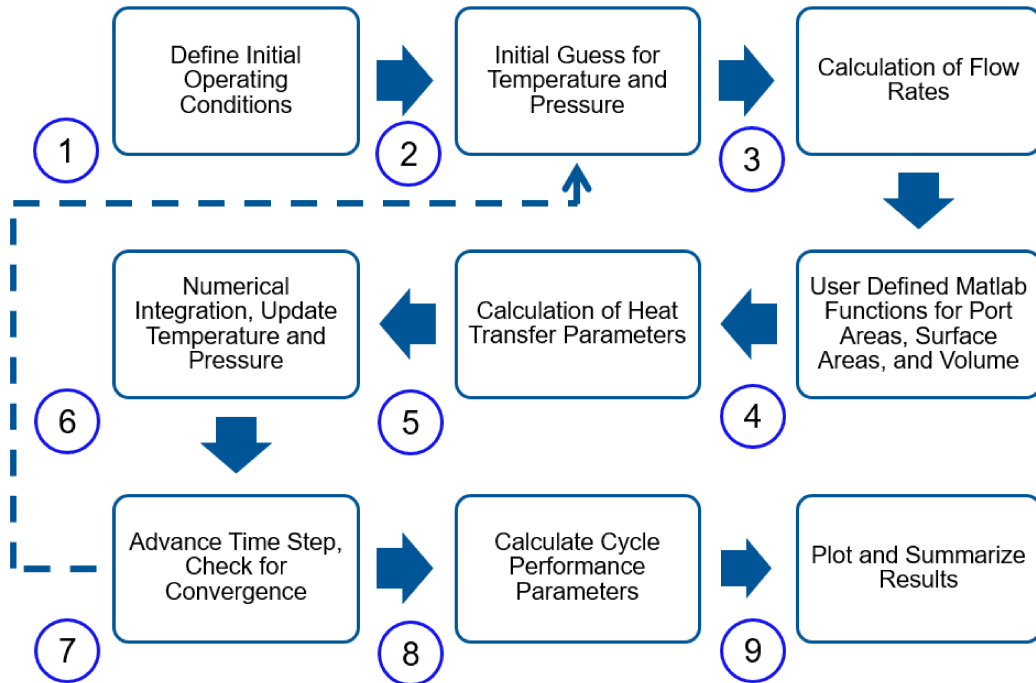 Define Initial
Operating
Conditions
1
Initial Guess for
Temperature and
Pressure
2
Calculation of Flow
Rates
3
User Defined Matlab
Functions for Port
Areas, Surface
Areas, and Volume
4
Calculation of Heat
Transfer Parameters
5
Numerical
Integration, Update
Temperature and
Pressure
6
Advance Time Step,
Check for
Convergence
7
Calculate Cycle
Performance
Parameters
8
Plot and Summarize
Results
9